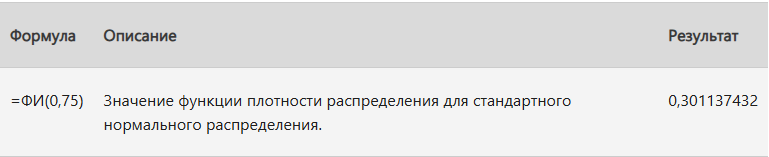 Формула Описание Результат
=ФИ(0,75) Значение функции плотности распределения для стандартного 0,301137432
нормального распределения.